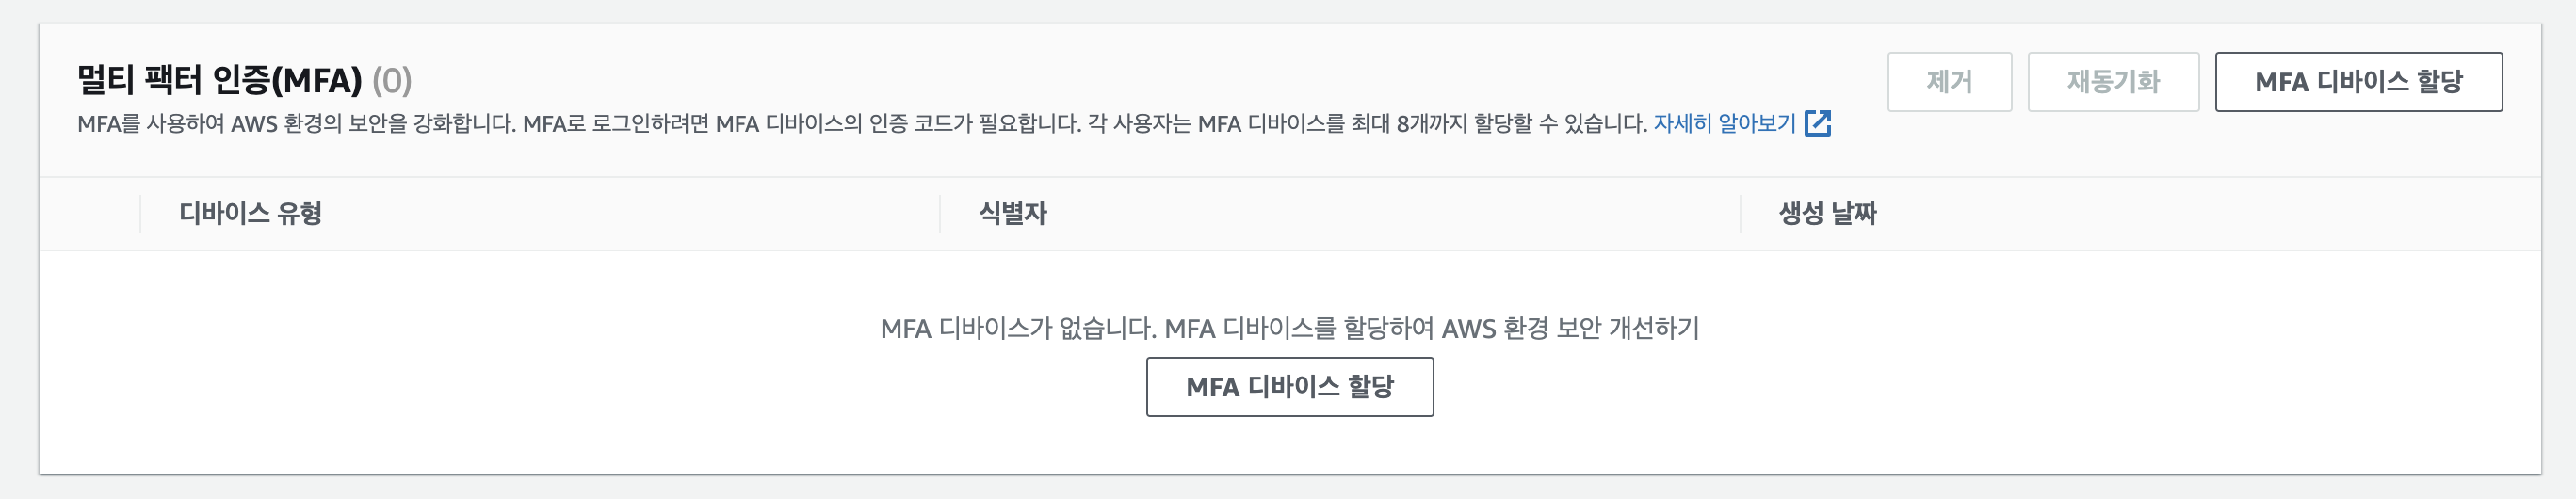 멀티 팩터 인증(MFA) (0)
제거
재동기화
MFA 디바이스 할당
MFA를 사용하여 AWS 환경의 보안을 강화합니다. MFA로 로그인하려면 MFA 디바이스의 인증 코드가 필요합니다. 각 사용자는 MFA 디바이스를 최대 8개까지 할당할 수 있습니다. 자세히 알아보기
디바이스 유형
식별자
생성 날짜
MFA 디바이스가 없습니다. MFA 디바이스를 할당하여 AWS 환경 보안 개선하기
MFA 디바이스 할당